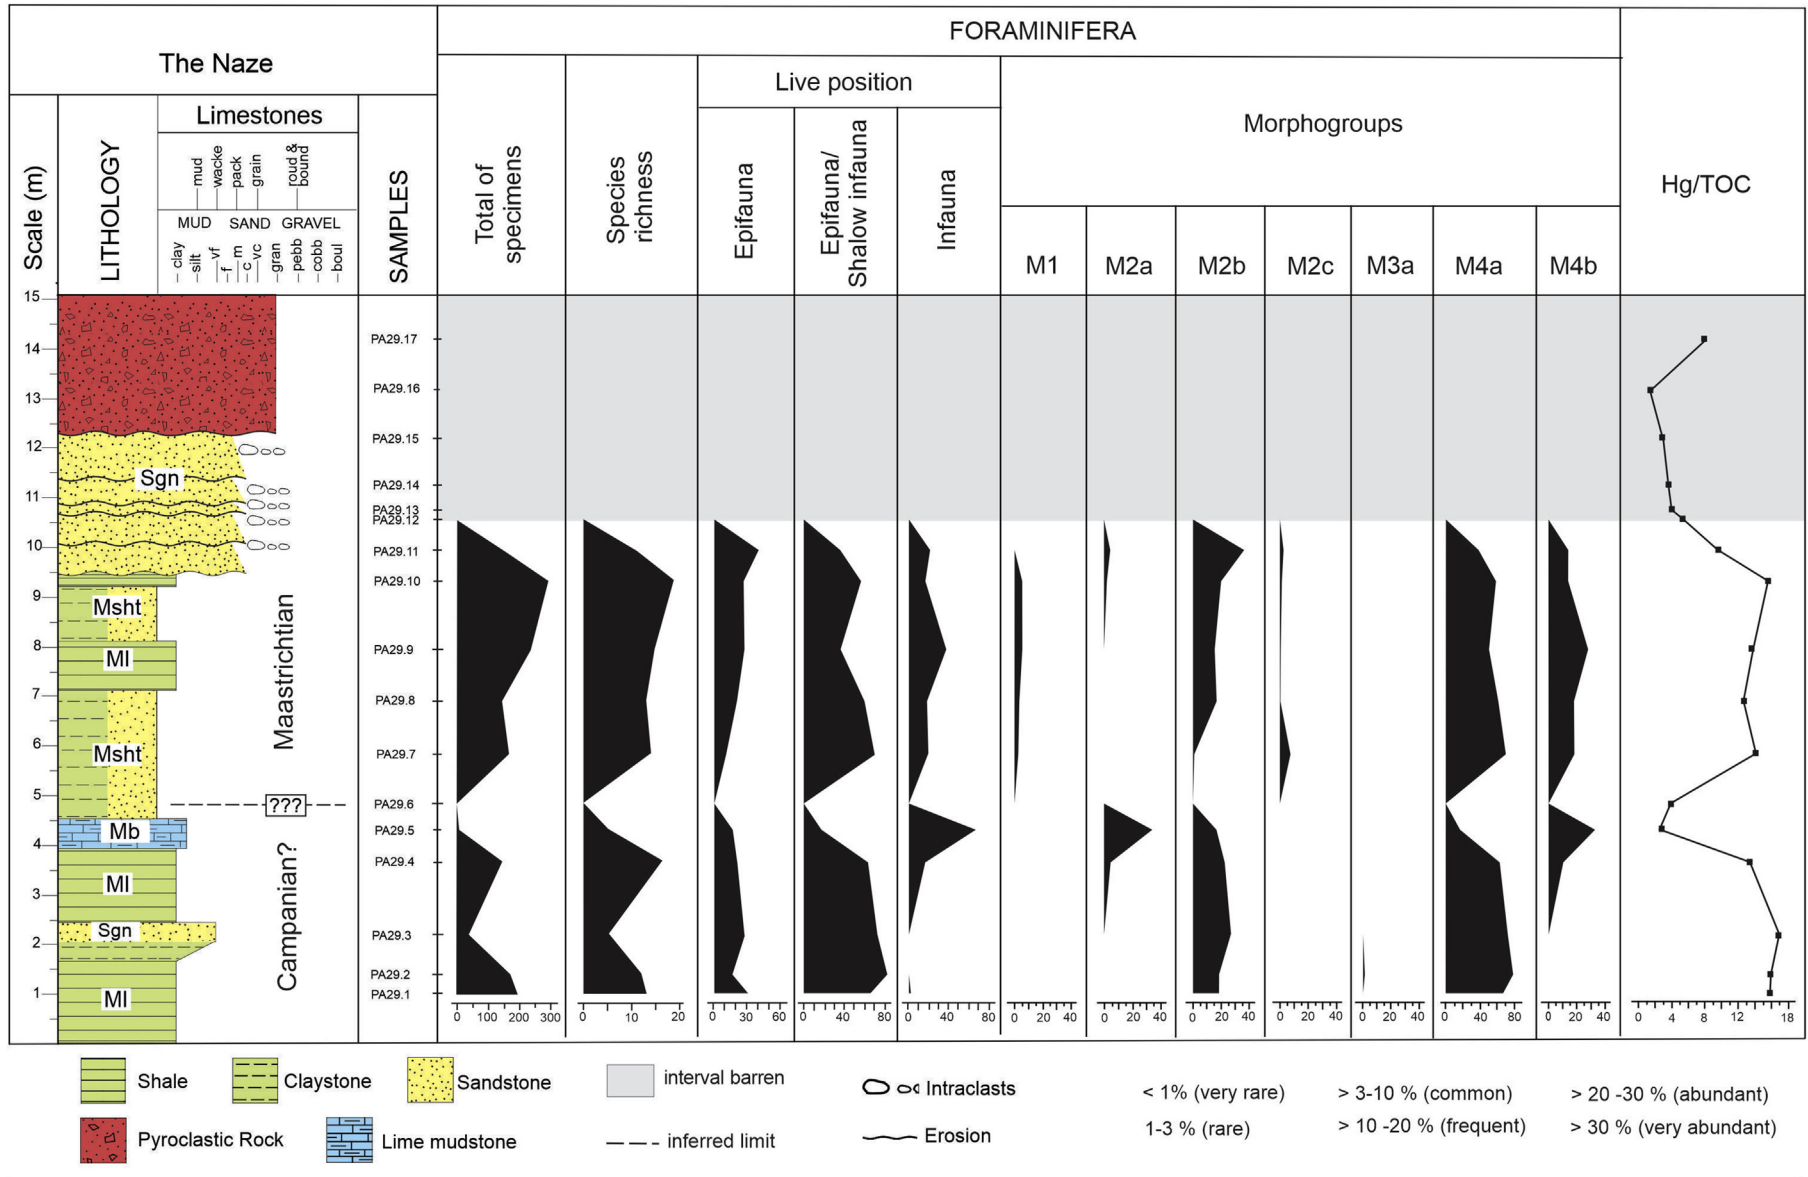 FORAMINIFERA
The Naze
Live position
Limestones
Morphogroups
Scale (m)
LITHOLOGY
mud
wacke
pack
grain
roud &
bound
MUD SAND GRAVEL
clay
silt
vf
f
m
c
vc
gran
pebb
cobb
boul
SAMPLES
Total of
specimens
Species
richness
Epifauna
Epifauna/
Shalow infauna
Infauna
M1
M2a
M2b
M2c
M3a
M4a
M4b
Hg/TOC
15
14
13
12
11
10
9
8
7
6
5
4
3
2
1
Sgn
Msht
Ml
Msht
Mb
Ml
Sgn
Ml
Maastrichtian
???
Campanian?
PA29.17
PA29.16
PA29.15
PA29.14
PA29.13
PA29.12
PA29.11
PA29.10
PA29.9
PA29.8
PA29.7
PA29.6
PA29.5
PA29.4
PA29.3
PA29.2
PA29.1
0 100 200 300
0 10 20
0 30 60
0 40 80
0 40 80
0 20 40
0 20 40
0 20 40
0 20 40
0 20 40
0 40 80
0 20 40
0 4 8 12 18
Shale
Claystone
Sandstone
interval barren
Intraclasts
< 1% (very rare)
> 3-10 % (common)
> 20 -30 % (abundant)
Pyroclastic Rock
Lime mudstone
inferred limit
Erosion
1-3 % (rare)
> 10 -20 % (frequent)
> 30 % (very abundant)